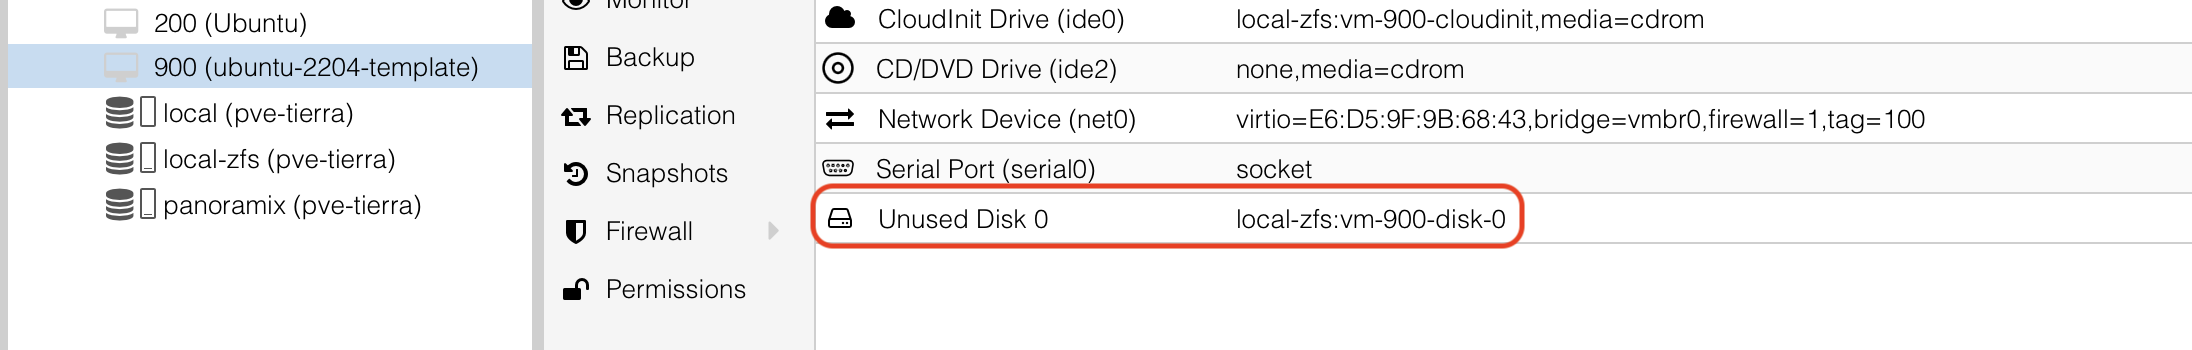 200 (Ubuntu)
900 (ubuntu-2204-template)
local (pve-tierra)
local-zfs (pve-tierra)
panoramix (pve-tierra)
Monitor
Backup
Replication
Snapshots
Firewall
Permissions
CloudInit Drive (ide0) local-zfs:vm-900-cloudinit,media=cdrom
CD/DVD Drive (ide2) none,media=cdrom
Network Device (net0) virtio=E6:D5:9F:9B:68:43,bridge=vmbr0,firewall=1,tag=100
Serial Port (serial0) socket
Unused Disk 0 local-zfs:vm-900-disk-0